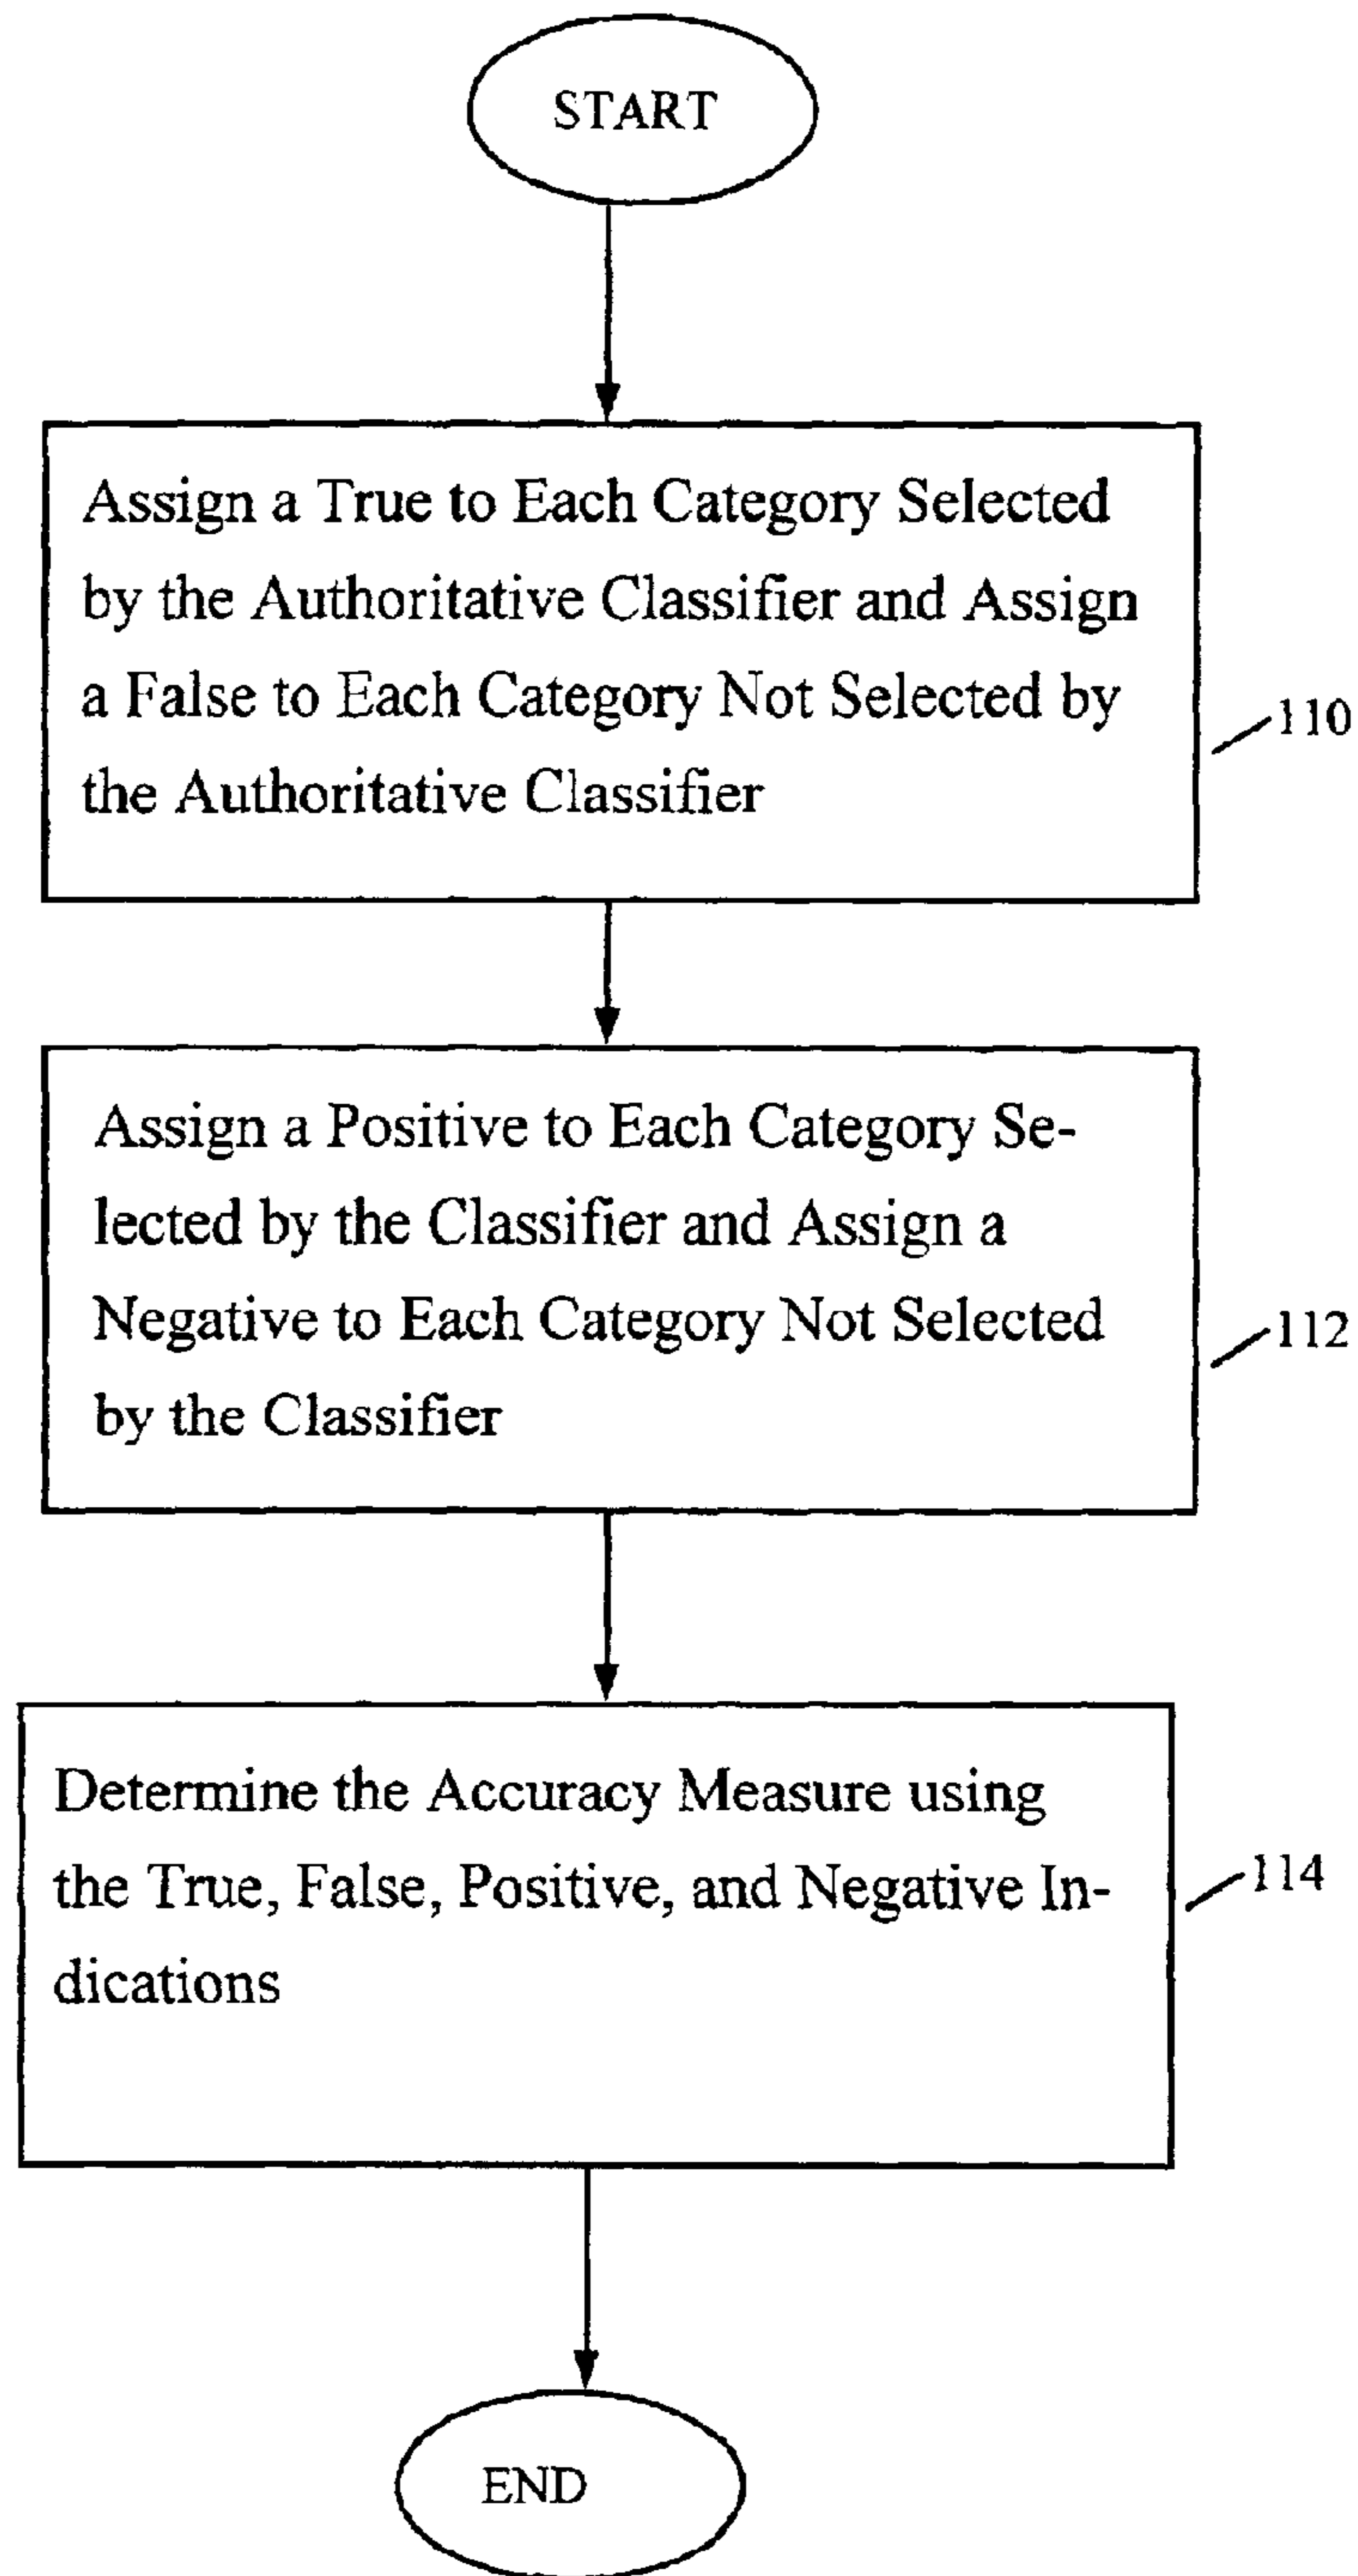 START
Assign a True to Each Category Selected
by the Authoritative Classifier and Assign
a False to Each Category Not Selected by
the Authoritative Classifier
110
Assign a Positive to Each Category Se-
lected by the Classifier and Assign a
Negative to Each Category Not Selected
by the Classifier
112
Determine the Accuracy Measure using
the True, False, Positive, and Negative In-
dications
114
END